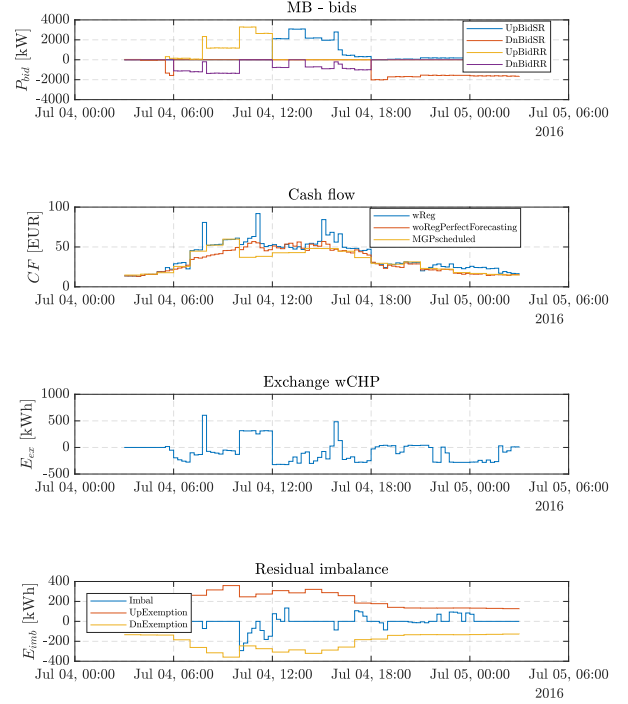 MB - bids
P_bid [kW]
4000
2000
0
-2000
-4000
UpBidSR
DnBidSR
UpBidRR
DnBidRR
Jul 04, 00:00
Jul 04, 06:00
Jul 04, 12:00
Jul 04, 18:00
Jul 05, 00:00
Jul 05, 06:00
2016
Cash flow
CF [EUR]
100
50
0
wReg
woRegPerfectForecasting
MGPscheduled
Jul 04, 00:00
Jul 04, 06:00
Jul 04, 12:00
Jul 04, 18:00
Jul 05, 00:00
Jul 05, 06:00
2016
Exchange wCHP
E_ex [kWh]
1000
500
0
-500
Jul 04, 00:00
Jul 04, 06:00
Jul 04, 12:00
Jul 04, 18:00
Jul 05, 00:00
Jul 05, 06:00
2016
Residual imbalance
E_imb [kWh]
400
200
0
-200
-400
Imbal
UpExemption
DnExemption
Jul 04, 00:00
Jul 04, 06:00
Jul 04, 12:00
Jul 04, 18:00
Jul 05, 00:00
Jul 05, 06:00
2016